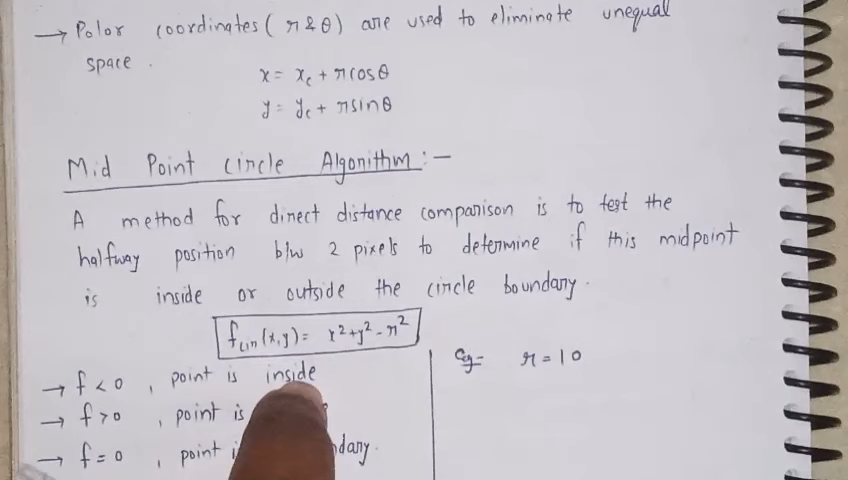 → Polar coordinates ( r & θ ) are used to eliminate unequal
space .
x = xc + r cosθ
y = yc + r sinθ
Mid Point Circle Algorithm : –
A method for direct distance comparison is to test the
halfway position b/w 2 pixels to determine if this midpoint
is inside or outside the circle boundary .
fcir (x,y) = x² + y² - r²
→ f < 0 , point is inside
→ f > 0 , point is
→ f = 0 , point
Eg = r = 10